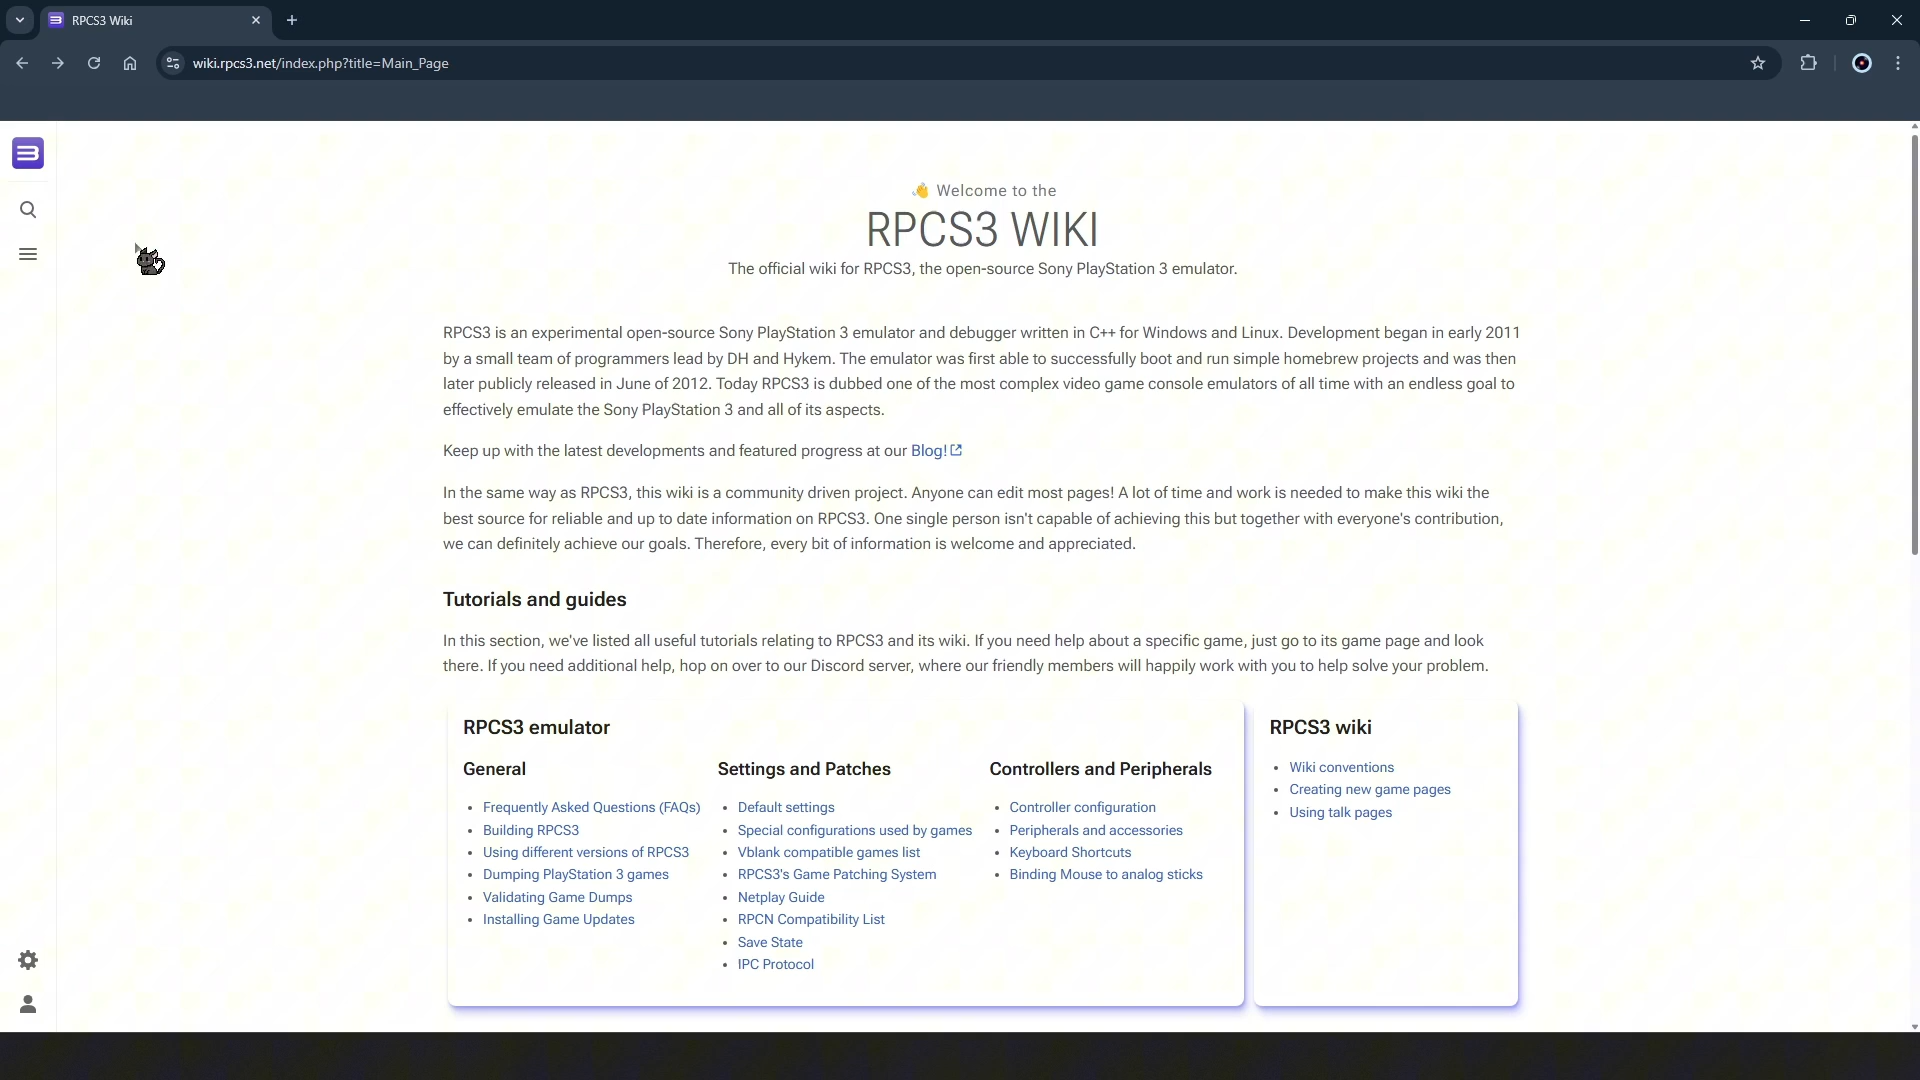 RPCS3 Wiki
wiki.rpcs3.net/index.php?title=Main_Page
👋 Welcome to the
RPCS3 WIKI
The official wiki for RPCS3, the open-source Sony PlayStation 3 emulator.
RPCS3 is an experimental open-source Sony PlayStation 3 emulator and debugger written in C++ for Windows and Linux. Development began in early 2011
by a small team of programmers lead by DH and Hykem. The emulator was first able to successfully boot and run simple homebrew projects and was then
later publicly released in June of 2012. Today RPCS3 is dubbed one of the most complex video game console emulators of all time with an endless goal to
effectively emulate the Sony PlayStation 3 and all of its aspects.
Keep up with the latest developments and featured progress at our Blog!
In the same way as RPCS3, this wiki is a community driven project. Anyone can edit most pages! A lot of time and work is needed to make this wiki the
best source for reliable and up to date information on RPCS3. One single person isn't capable of achieving this but together with everyone's contribution,
we can definitely achieve our goals. Therefore, every bit of information is welcome and appreciated.
Tutorials and guides
In this section, we've listed all useful tutorials relating to RPCS3 and its wiki. If you need help about a specific game, just go to its game page and look
there. If you need additional help, hop on over to our Discord server, where our friendly members will happily work with you to help solve your problem.
RPCS3 emulator
General
Frequently Asked Questions (FAQs)
Building RPCS3
Using different versions of RPCS3
Dumping PlayStation 3 games
Validating Game Dumps
Installing Game Updates
Settings and Patches
Default settings
Special configurations used by games
Vblank compatible games list
RPCS3's Game Patching System
Netplay Guide
RPCN Compatibility List
Save State
IPC Protocol
Controllers and Peripherals
Controller configuration
Peripherals and accessories
Keyboard Shortcuts
Binding Mouse to analog sticks
RPCS3 wiki
Wiki conventions
Creating new game pages
Using talk pages